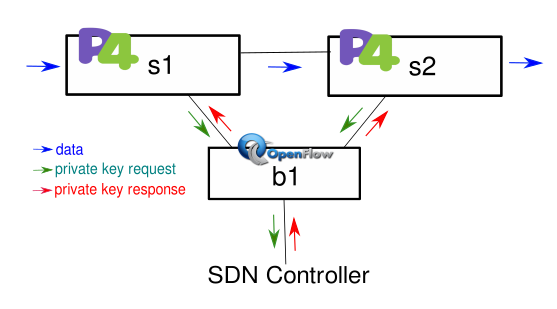 P4
s1
P4
s2
OpenFlow
b1
data
private key request
private key response
SDN Controller